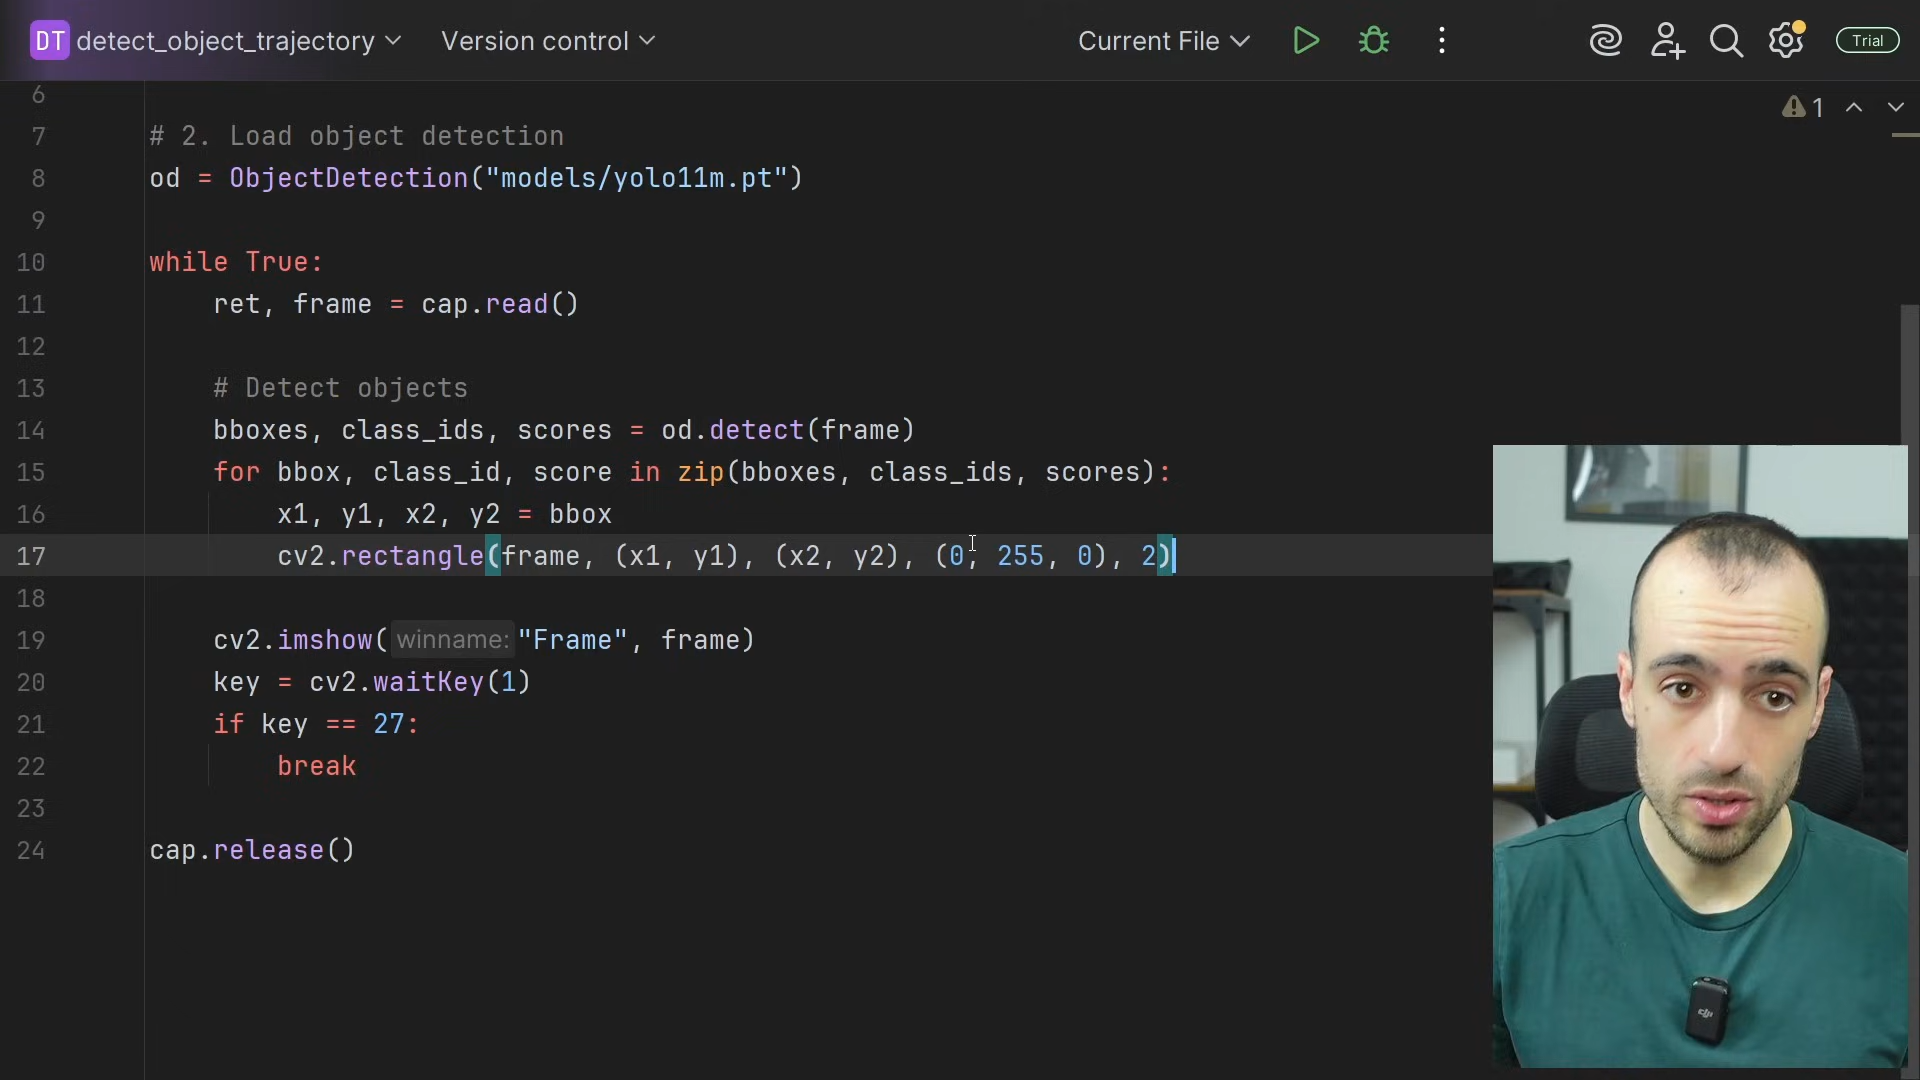 DT detect_object_trajectory Version control Current File Trial
6
1
7 # 2. Load object detection
8 od = ObjectDetection("models/yolo11m.pt")
9
10 while True:
11 ret, frame = cap.read()
12
13 # Detect objects
14 bboxes, class_ids, scores = od.detect(frame)
15 for bbox, class_id, score in zip(bboxes, class_ids, scores):
16 x1, y1, x2, y2 = bbox
17 cv2.rectangle(frame, (x1, y1), (x2, y2), (0, 255, 0), 2)
18
19 cv2.imshow( winname: "Frame", frame)
20 key = cv2.waitKey(1)
21 if key == 27:
22 break
23
24 cap.release()
dji